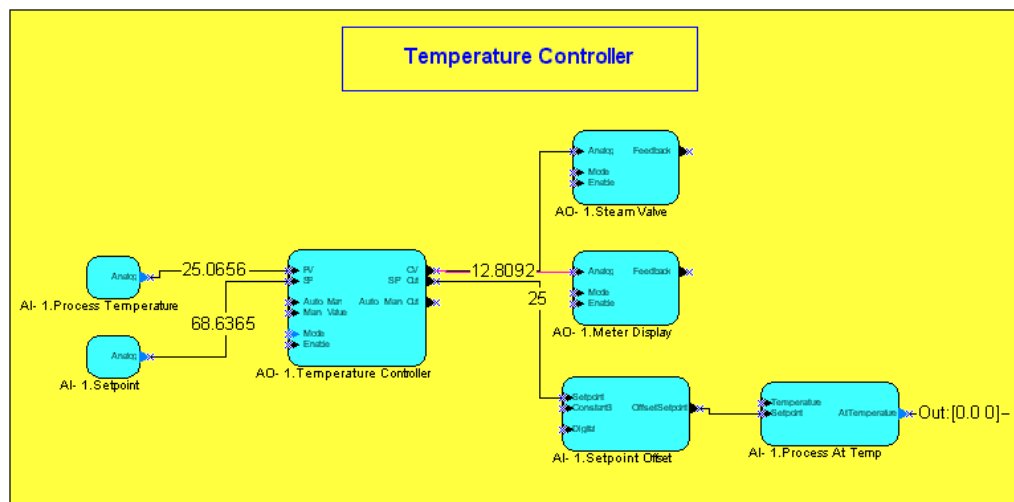 Temperature Controller
Analog Feedback
Mode
Enable
AO- 1.Steam Valve
Analog
25.0656
AI- 1.Process Temperature
68.6365
Analog
AI- 1.Setpoint
PV CV
SP SP Out
Auto Man Auto Man Out
Man Value
Mode
Enable
AO- 1.Temperature Controller
12.8092
25
Analog Feedback
Mode
Enable
AO- 1.Meter Display
Setpoint
ConstantB OffsetSetpoint
Digital
AI- 1.Setpoint Offset
Temperature
Setpoint AtTemperature
AI- 1.Process At Temp
Out:[0.0 0]